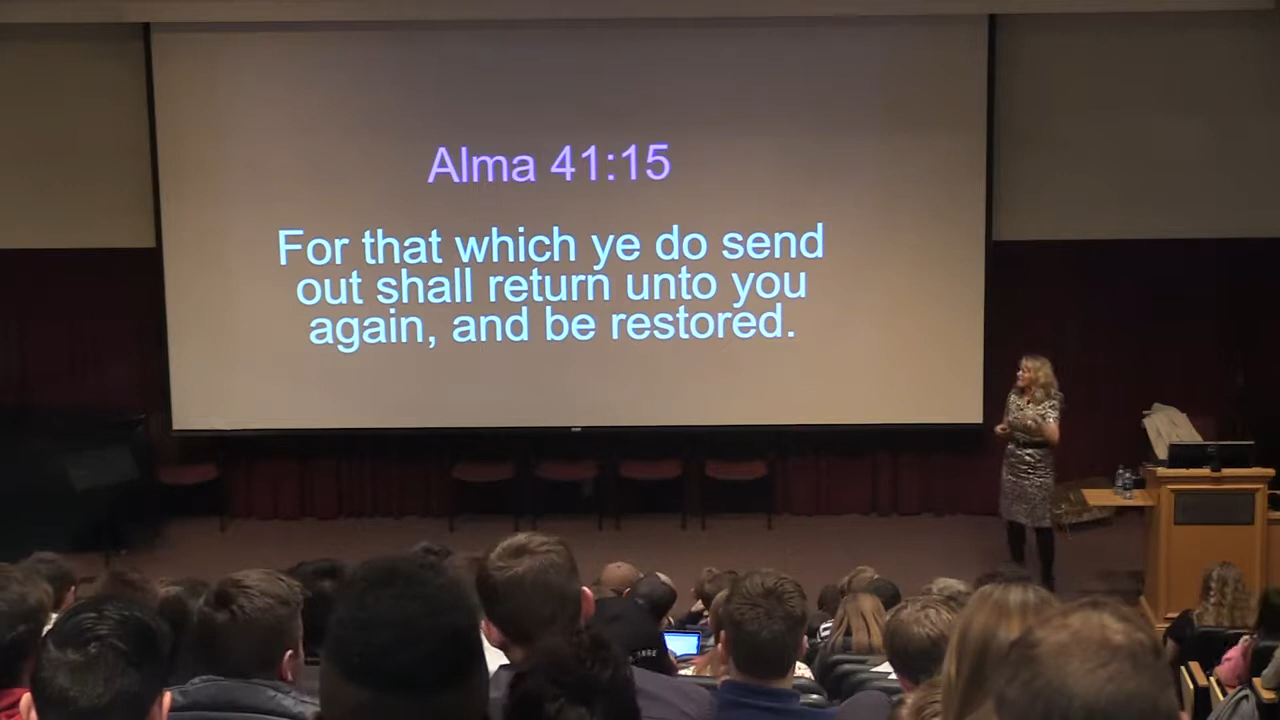 Alma 41:15
For that which ye do send
out shall return unto you
again, and be restored.